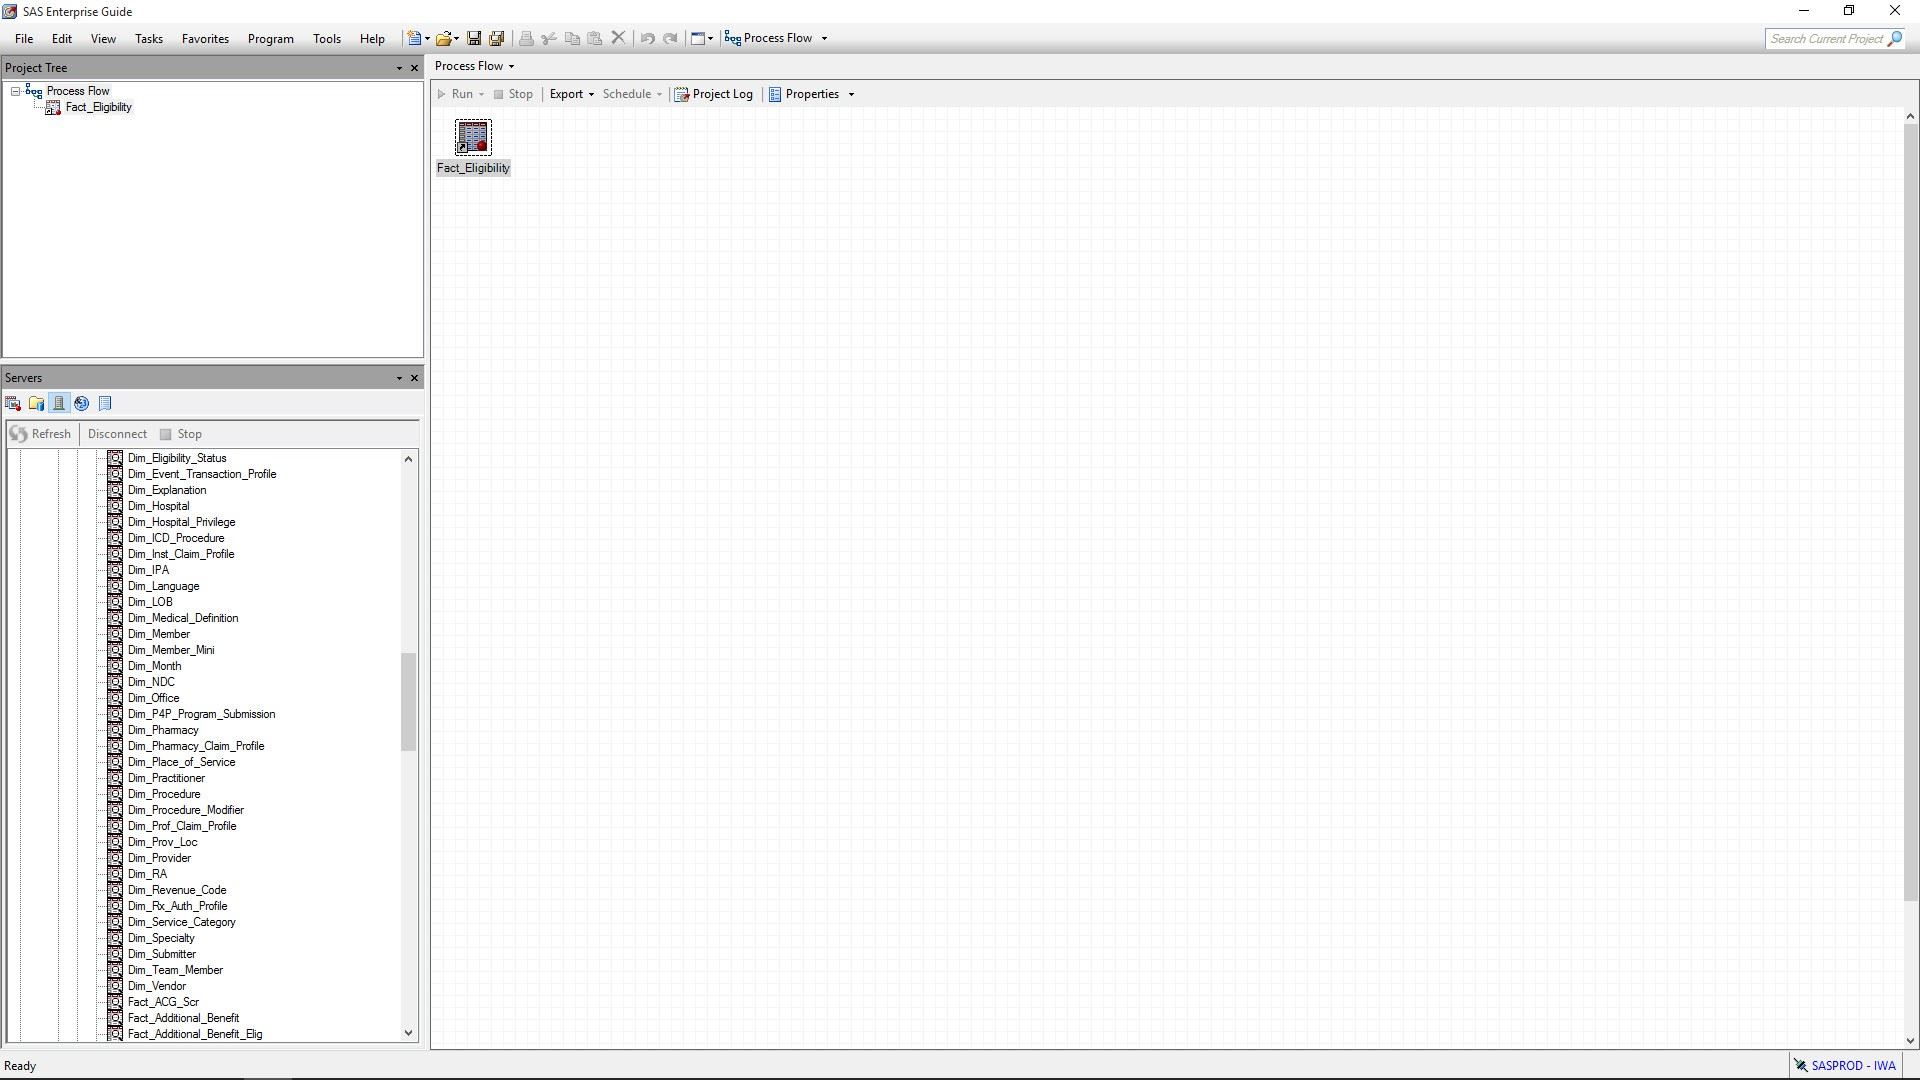 SAS Enterprise Guide
File Edit View Tasks Favorites Program Tools Help Process Flow Search Current Project
Project Tree
Process Flow
Fact_Eligibility
Servers
Refresh Disconnect Stop
Dim_Eligibility_Status
Dim_Event_Transaction_Profile
Dim_Explanation
Dim_Hospital
Dim_Hospital_Privilege
Dim_ICD_Procedure
Dim_Inst_Claim_Profile
Dim_IPA
Dim_Language
Dim_LOB
Dim_Medical_Definition
Dim_Member
Dim_Member_Mini
Dim_Month
Dim_NDC
Dim_Office
Dim_P4P_Program_Submission
Dim_Pharmacy
Dim_Pharmacy_Claim_Profile
Dim_Place_of_Service
Dim_Practitioner
Dim_Procedure
Dim_Procedure_Modifier
Dim_Prof_Claim_Profile
Dim_Prov_Loc
Dim_Provider
Dim_RA
Dim_Revenue_Code
Dim_Rx_Auth_Profile
Dim_Service_Category
Dim_Specialty
Dim_Submitter
Dim_Team_Member
Dim_Vendor
Fact_ACG_Scr
Fact_Additional_Benefit
Fact_Additional_Benefit_Elig
Process Flow
Run Stop Export Schedule Project Log Properties
Fact_Eligibility
Ready
SASPROD - IWA